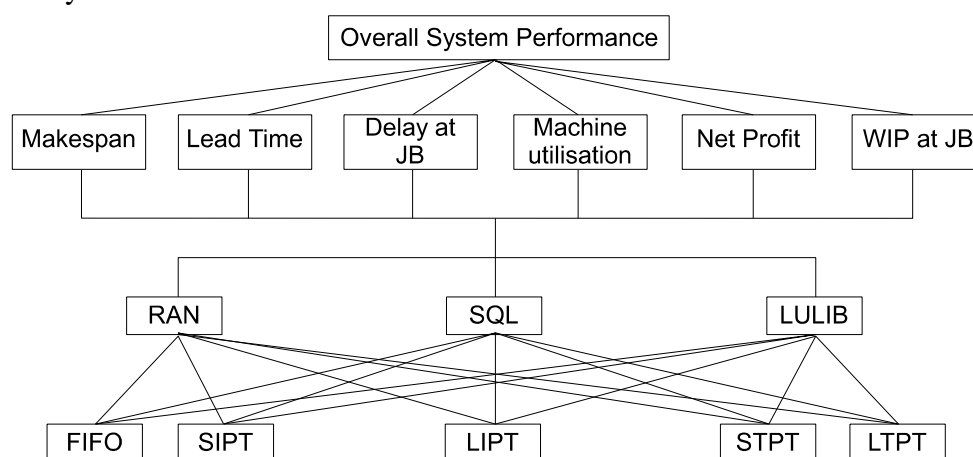 Overall System Performance
Makespan
Lead Time
Delay at
JB
Machine
utilisation
Net Profit
WIP at JB
RAN
SQL
LULIB
FIFO
SIPT
LIPT
STPT
LTPT